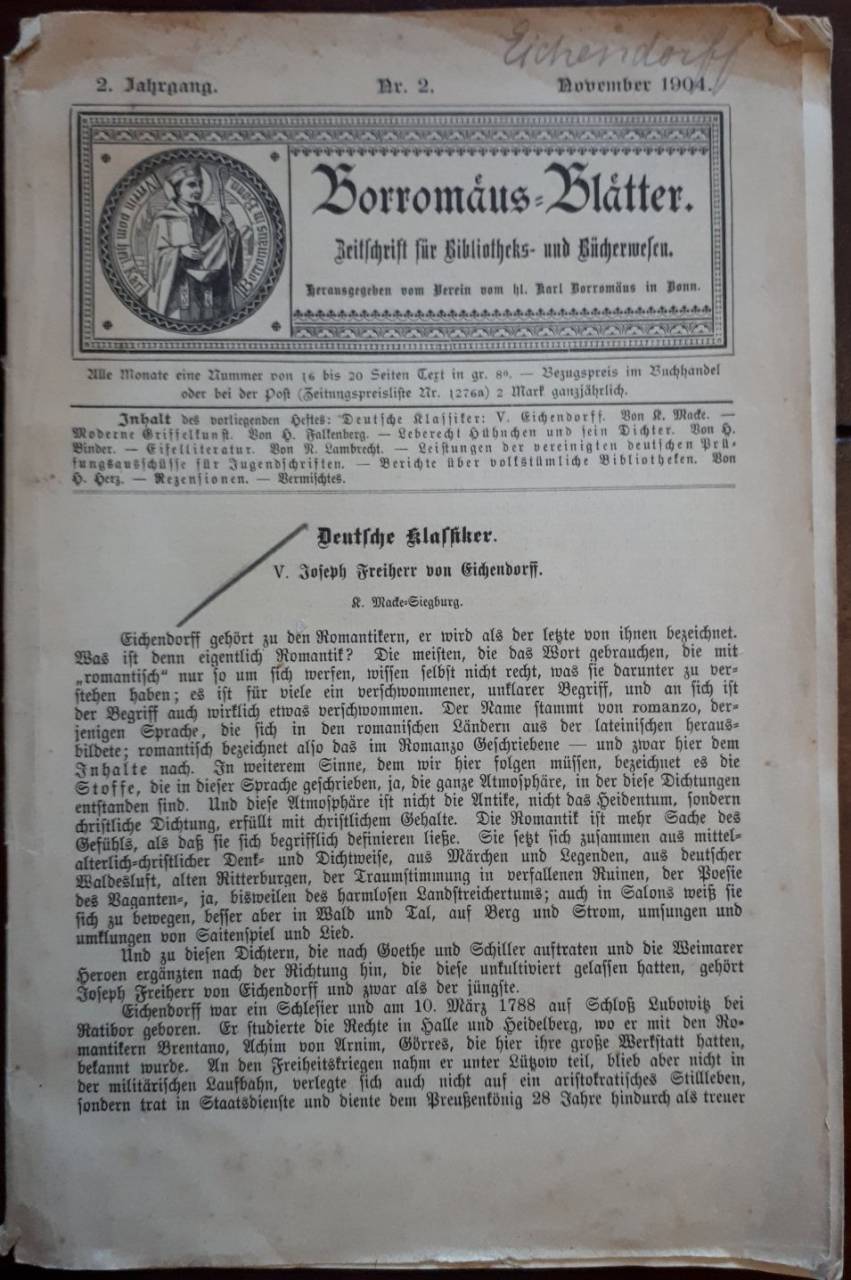 Eichendorff
2. Jahrgang. Nr. 2. November 1904.
Verein vom hl. Karl Borromäus in Bonn
Borromäus-Blätter.
Zeitschrift für Bibliotheks- und Bücherwesen.
Herausgegeben vom Verein vom hl. Karl Borromäus in Bonn.
Alle Monate eine Nummer von 16 bis 20 Seiten Text in gr. 8°. — Bezugspreis im Buchhandel
oder bei der Post (Zeitungspreisliste Nr. 1276a) 2 Mark ganzjährlich.
Inhalt des vorliegenden Heftes: Deutsche Klassiker: V. Eichendorff. Von K. Macke. —
Moderne Griffelkunst. Von H. Falkenberg. — Leberecht Hühnchen und sein Dichter. Von H.
Binder. — Eifelliteratur. Von N. Lambrecht. — Leistungen der vereinigten deutschen Prü-
fungsausschüsse für Jugendschriften. — Berichte über volkstümliche Bibliotheken. Von
H. Herz. — Rezensionen. — Vermischtes.
Deutsche Klassiker.
V. Joseph Freiherr von Eichendorff.
K. Macke-Siegburg.
Eichendorff gehört zu den Romantikern, er wird als der letzte von ihnen bezeichnet.
Was ist denn eigentlich Romantik? Die meisten, die das Wort gebrauchen, die mit
„romantisch" nur so um sich werfen, wissen selbst nicht recht, was sie darunter zu ver-
stehen haben; es ist für viele ein verschwommener, unklarer Begriff, und an sich ist
der Begriff auch wirklich etwas verschwommen. Der Name stammt von romanzo, der-
jenigen Sprache, die sich in den romanischen Ländern aus der lateinischen heraus-
bildete; romantisch bezeichnet also das im Romanzo Geschriebene — und zwar hier dem
Inhalte nach. In weiterem Sinne, dem wir hier folgen müssen, bezeichnet es die
Stoffe, die in dieser Sprache geschrieben, ja, die ganze Atmosphäre, in der diese Dichtungen
entstanden sind. Und diese Atmosphäre ist nicht die Antike, nicht das Heidentum, sondern
christliche Dichtung, erfüllt mit christlichem Gehalte. Die Romantik ist mehr Sache des
Gefühls, als daß sie sich begrifflich definieren ließe. Sie setzt sich zusammen aus mittel-
alterlich-christlicher Denk- und Dichtweise, aus Märchen und Legenden, aus deutscher
Waldesluft, alten Ritterburgen, der Traumstimmung in verfallenen Ruinen, der Poesie
des Vaganten-, ja, bisweilen des harmlosen Landstreichertums; auch in Salons weiß sie
sich zu bewegen, besser aber in Wald und Tal, auf Berg und Strom, umsungen und
umklungen von Saitenspiel und Lied.
Und zu diesen Dichtern, die nach Goethe und Schiller auftraten und die Weimarer
Heroen ergänzten nach der Richtung hin, die diese unkultiviert gelassen hatten, gehört
Joseph Freiherr von Eichendorff und zwar als der jüngste.
Eichendorff war ein Schlesier und am 10. März 1788 auf Schloß Lubowitz bei
Ratibor geboren. Er studierte die Rechte in Halle und Heidelberg, wo er mit den Ro-
mantikern Brentano, Achim von Arnim, Görres, die hier ihre große Werkstatt hatten,
bekannt wurde. An den Freiheitskriegen nahm er unter Lützow teil, blieb aber nicht in
der militärischen Laufbahn, verlegte sich auch nicht auf ein aristokratisches Stillleben,
sondern trat in Staatsdienste und diente dem Preußenkönig 28 Jahre hindurch als treuer